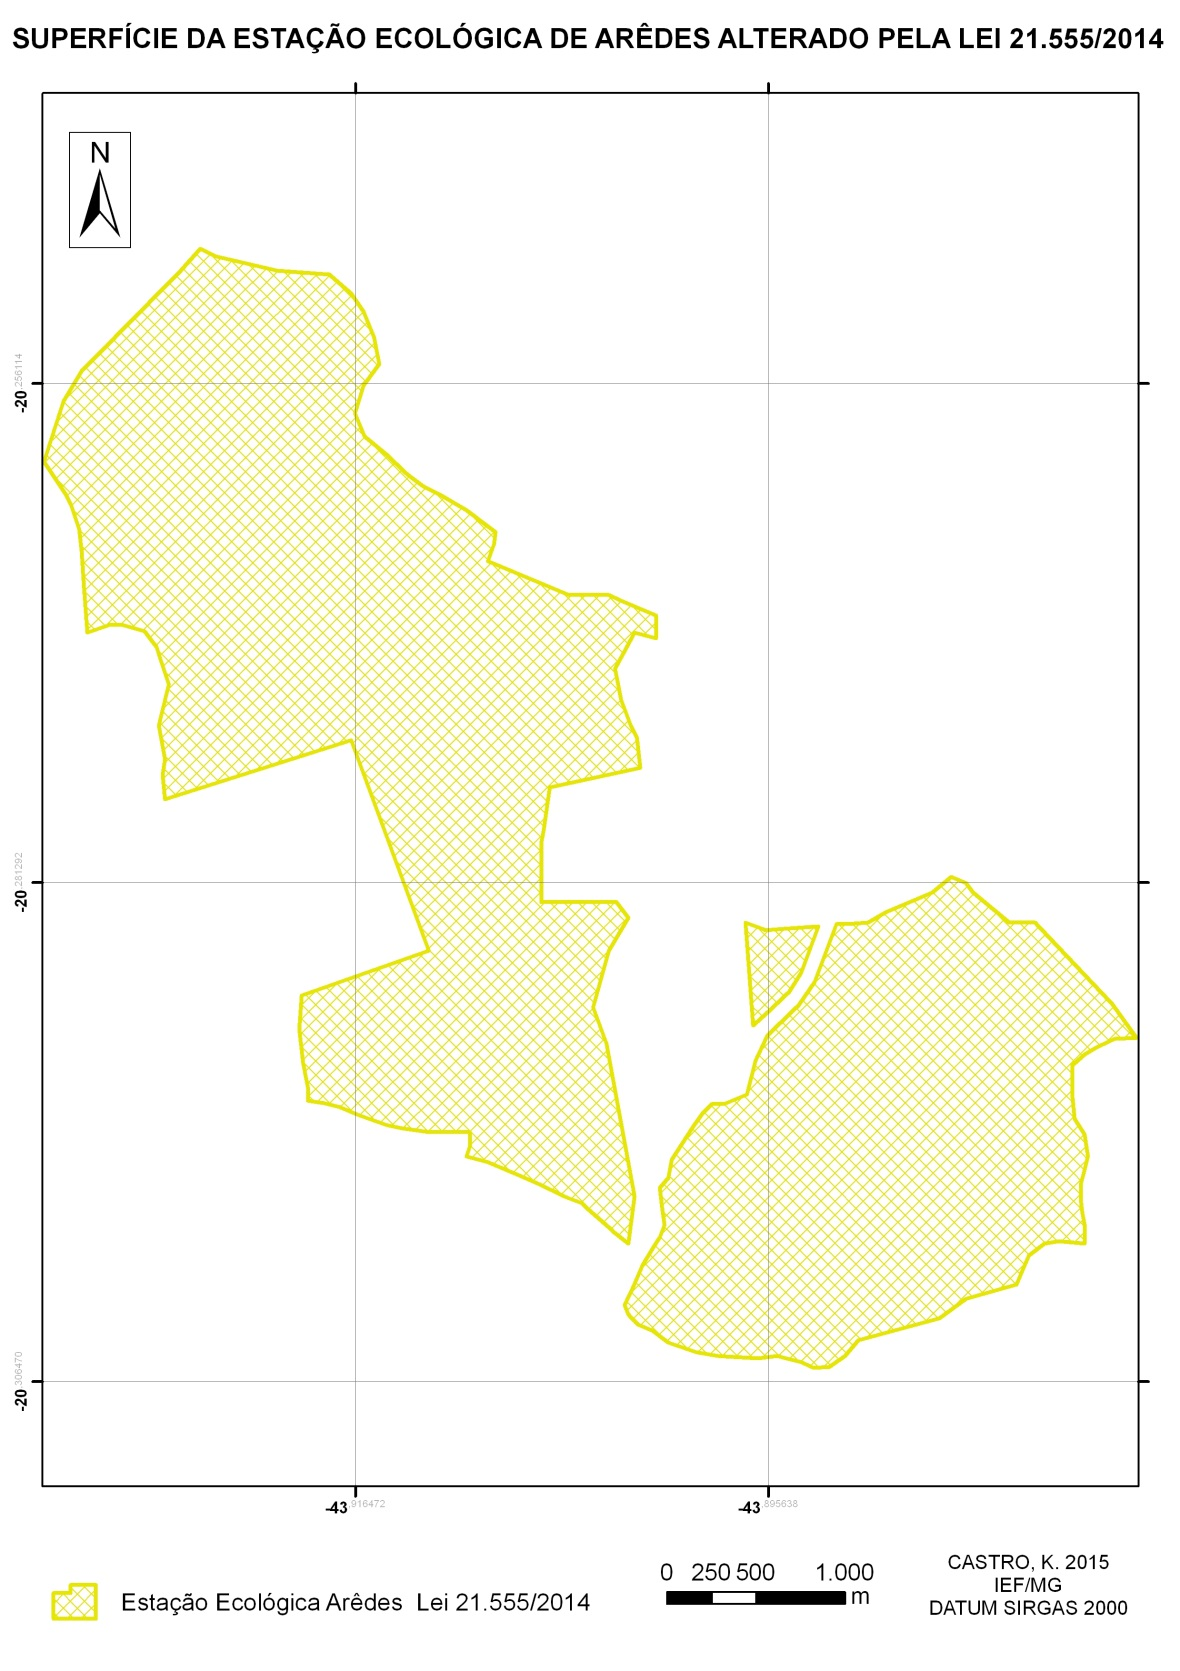 SUPERFÍCIE DA ESTAÇÃO ECOLÓGICA DE ARÊDES ALTERADO PELA LEI 21.555/2014
N
-20.256114
-20.281292
-20.306470
-43.916472
-43.895638
Estação Ecológica Arêdes Lei 21.555/2014
0 250 500 1.000
m
CASTRO, K. 2015
IEF/MG
DATUM SIRGAS 2000